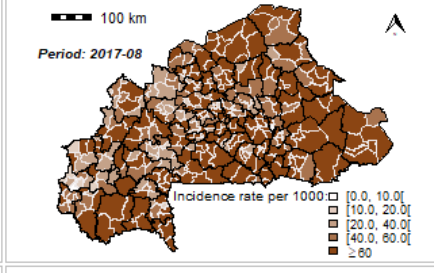 100 km
Period: 2017-08
Incidence rate per 1000:
[0.0, 10.0[
[10.0, 20.0[
[20.0, 40.0[
[40.0, 60.0[
≥60